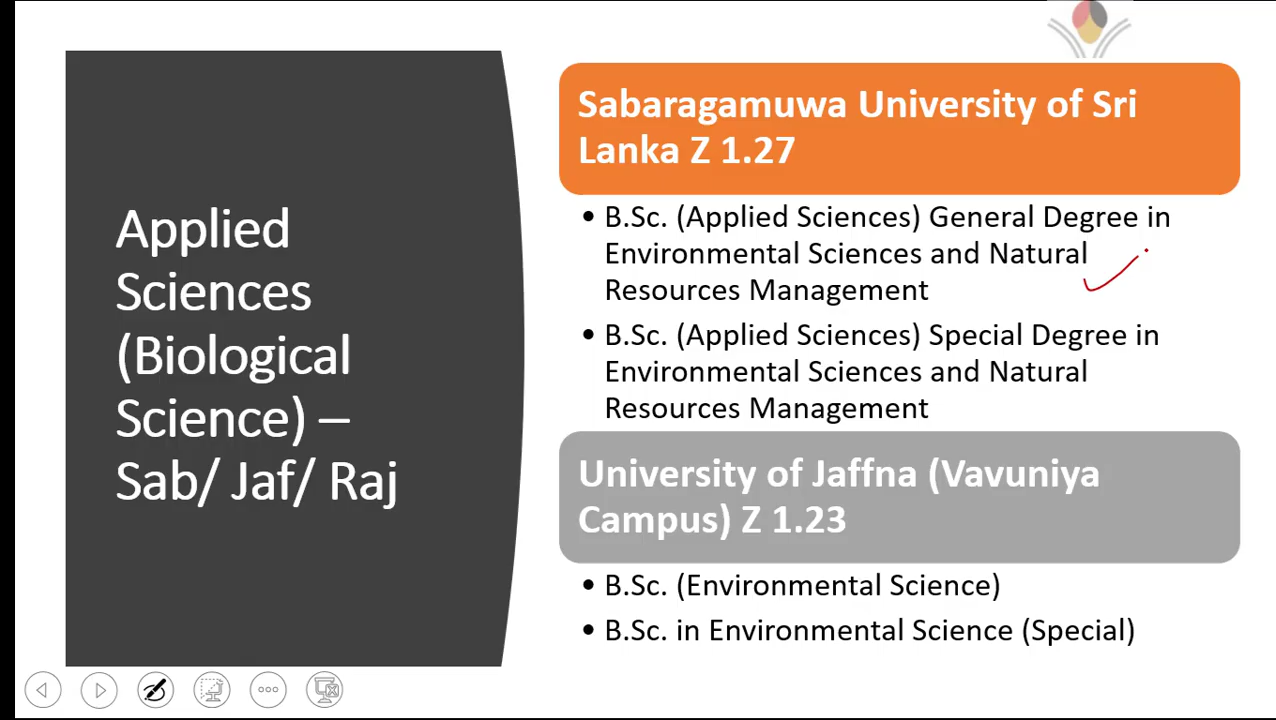 Applied
Sciences
(Biological
Science) –
Sab/ Jaf/ Raj
Sabaragamuwa University of Sri
Lanka Z 1.27
• B.Sc. (Applied Sciences) General Degree in
Environmental Sciences and Natural
Resources Management
• B.Sc. (Applied Sciences) Special Degree in
Environmental Sciences and Natural
Resources Management
University of Jaffna (Vavuniya
Campus) Z 1.23
• B.Sc. (Environmental Science)
• B.Sc. in Environmental Science (Special)